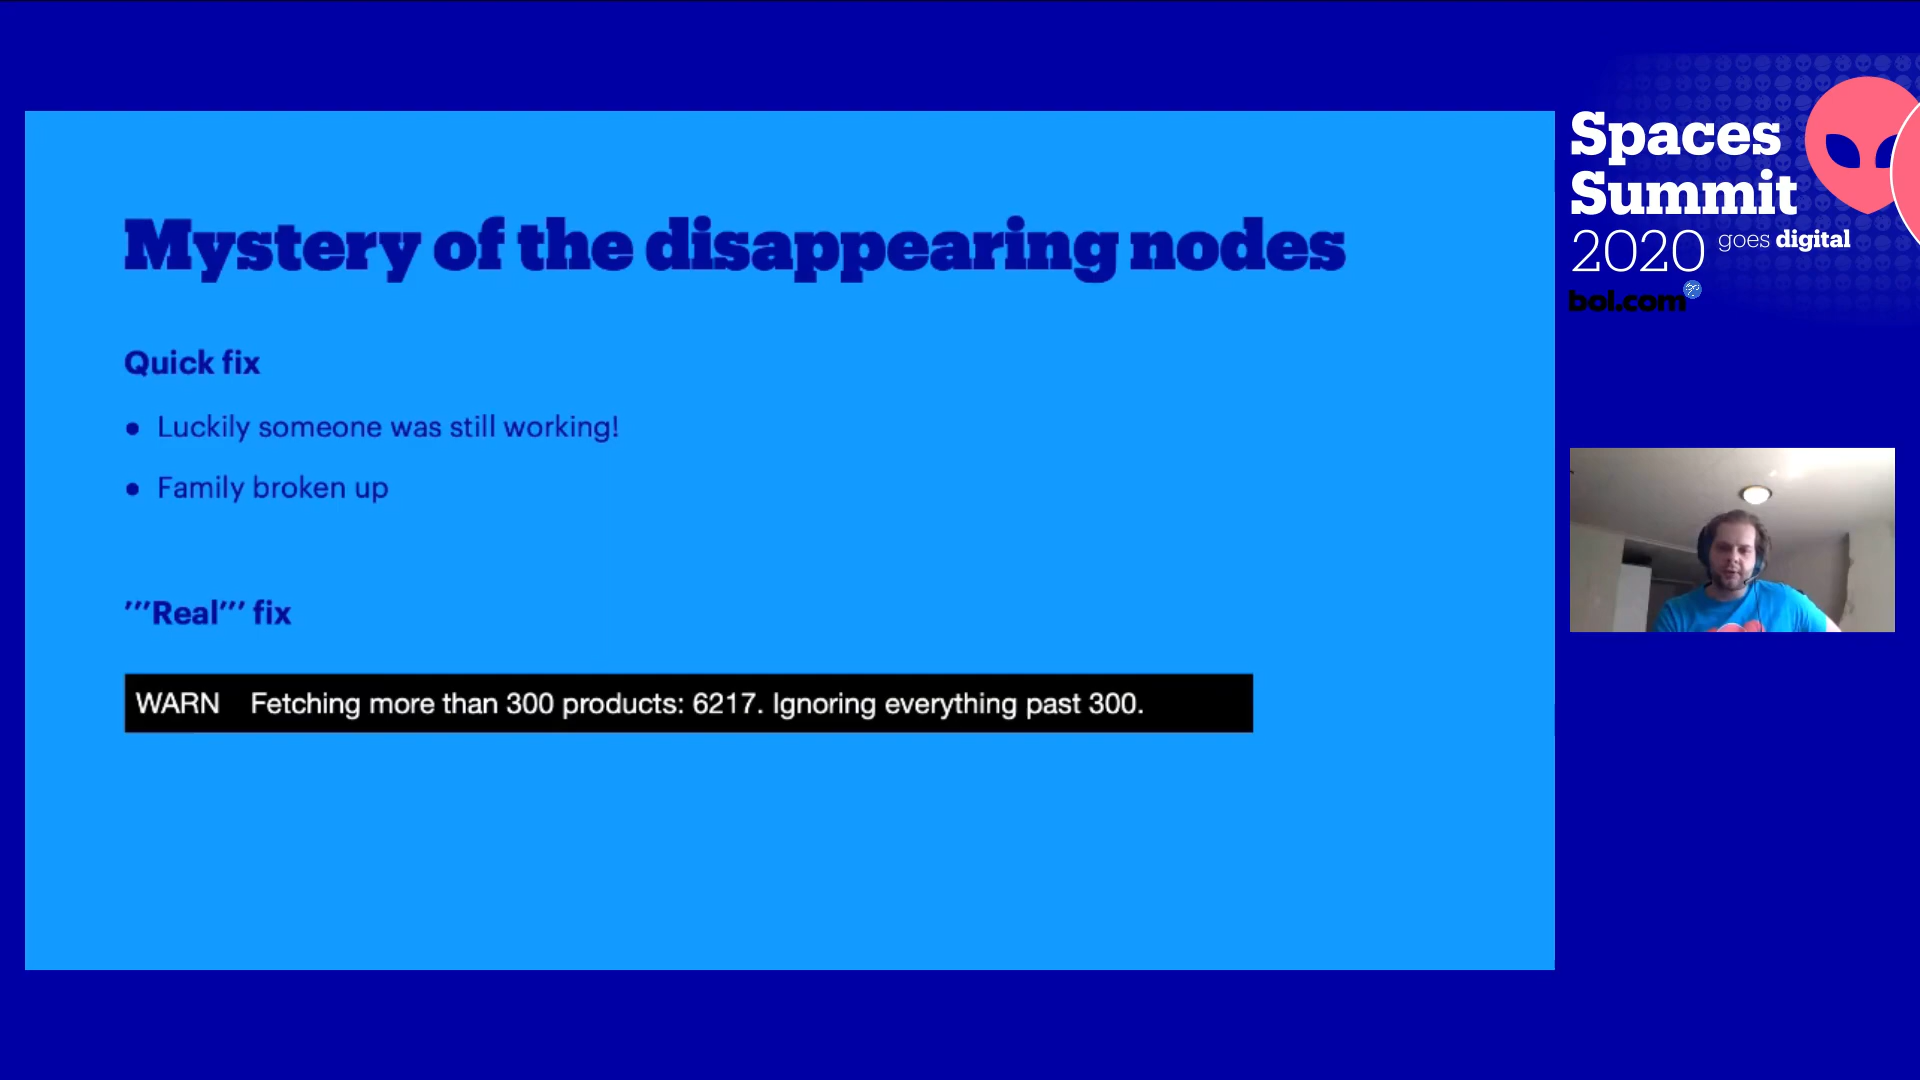 Mystery of the disappearing nodes
Quick fix
● Luckily someone was still working!
● Family broken up
’’’Real’’’ fix
WARN Fetching more than 300 products: 6217. Ignoring everything past 300.
Spaces
Summit
2020 goes digital
bol.com